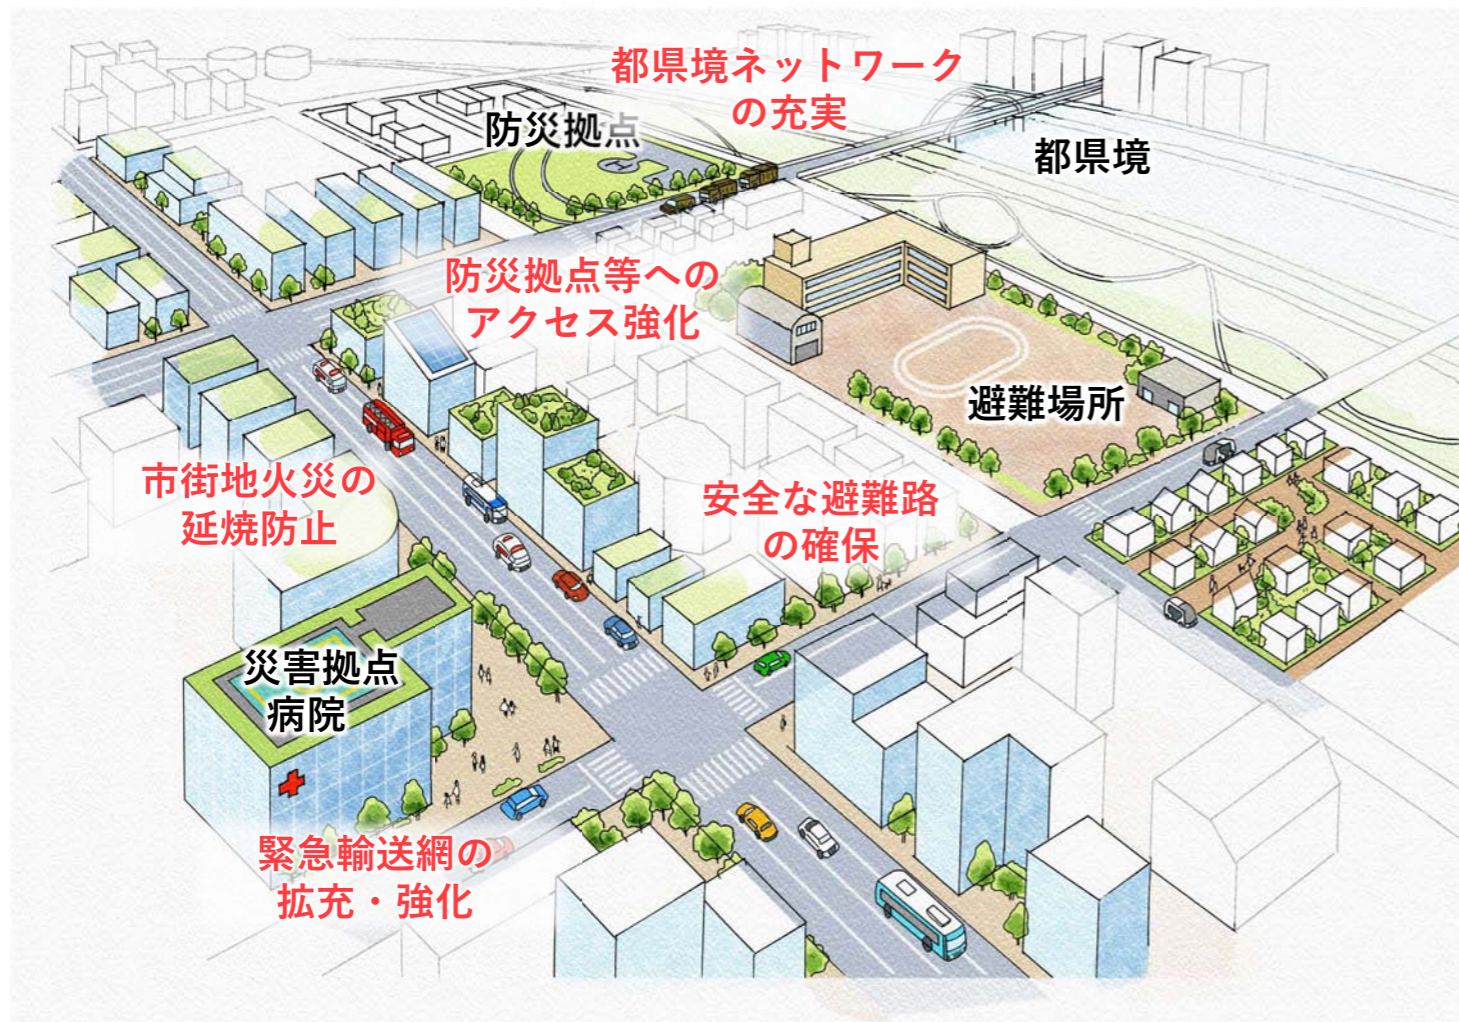 都県境ネットワーク
の充実
防災拠点
都県境
防災拠点等への
アクセス強化
避難場所
市街地火災の
延焼防止
安全な避難路
の確保
災害拠点
病院
緊急輸送網の
拡充・強化